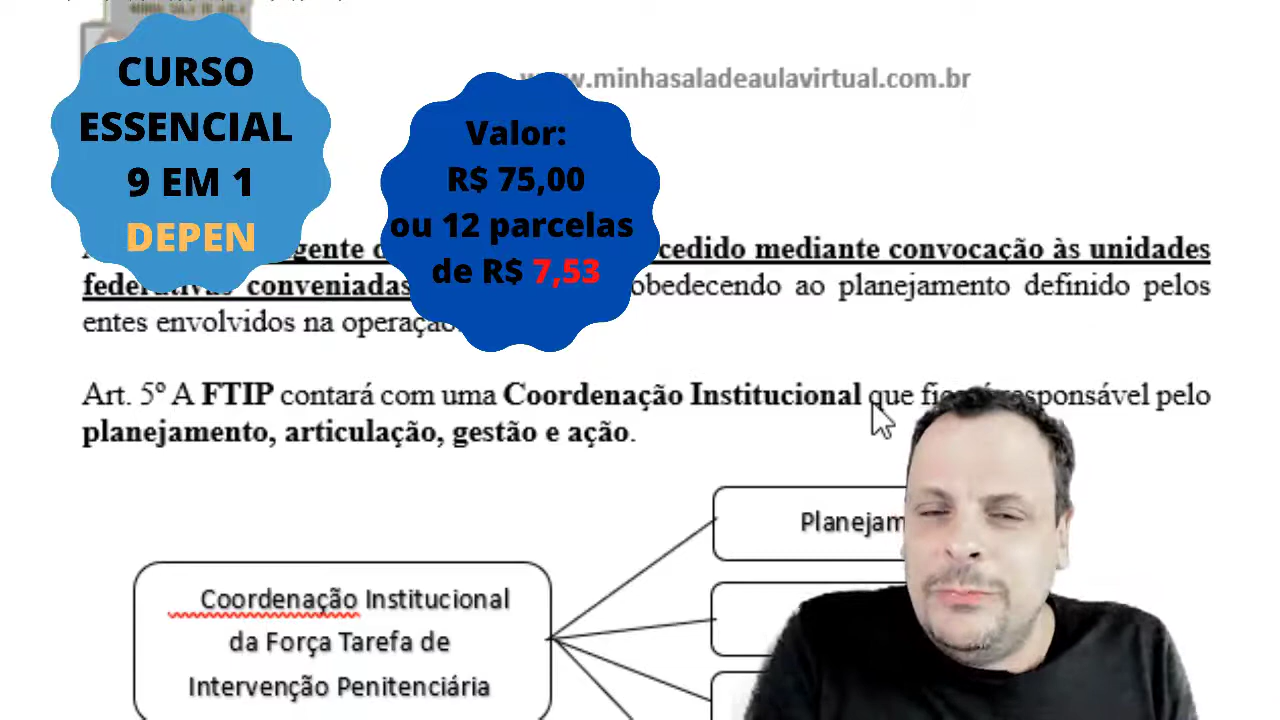 CURSO
ESSENCIAL
9 EM 1
DEPEN
Valor:
R$ 75,00
ou 12 parcelas
de R$ 7,53
.minhasaladeaulavirtual.com.br
cedido mediante convocação às unidades
federativas conveniadas obedecendo ao planejamento definido pelos
entes envolvidos na operação
Art. 5º A FTIP contará com uma Coordenação Institucional que ficará responsável pelo
planejamento, articulação, gestão e ação.
Coordenação Institucional
da Força Tarefa de
Intervenção Penitenciária
Planejam